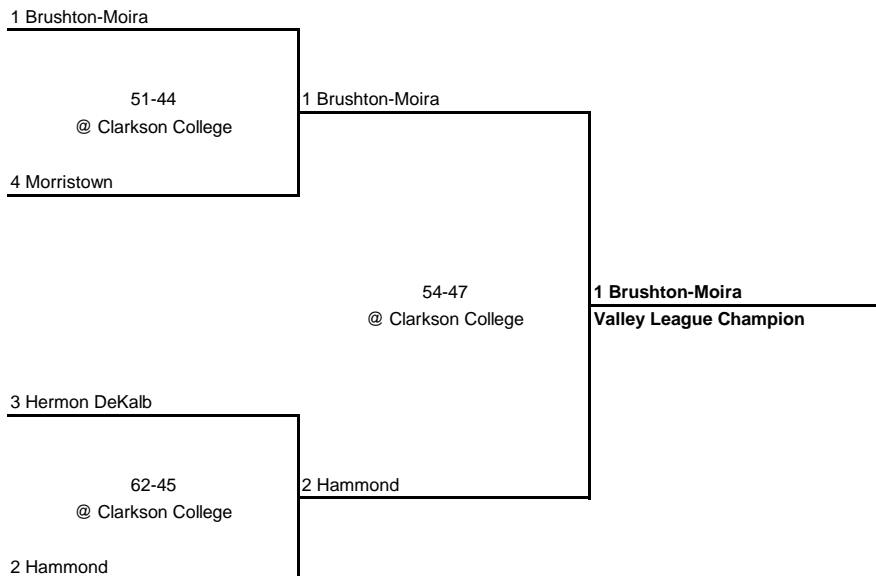 1 Brushton-Moira
51-44
@ Clarkson College
1 Brushton-Moira
4 Morristown
54-47
@ Clarkson College
1 Brushton-Moira
Valley League Champion
3 Hermon DeKalb
62-45
@ Clarkson College
2 Hammond
2 Hammond